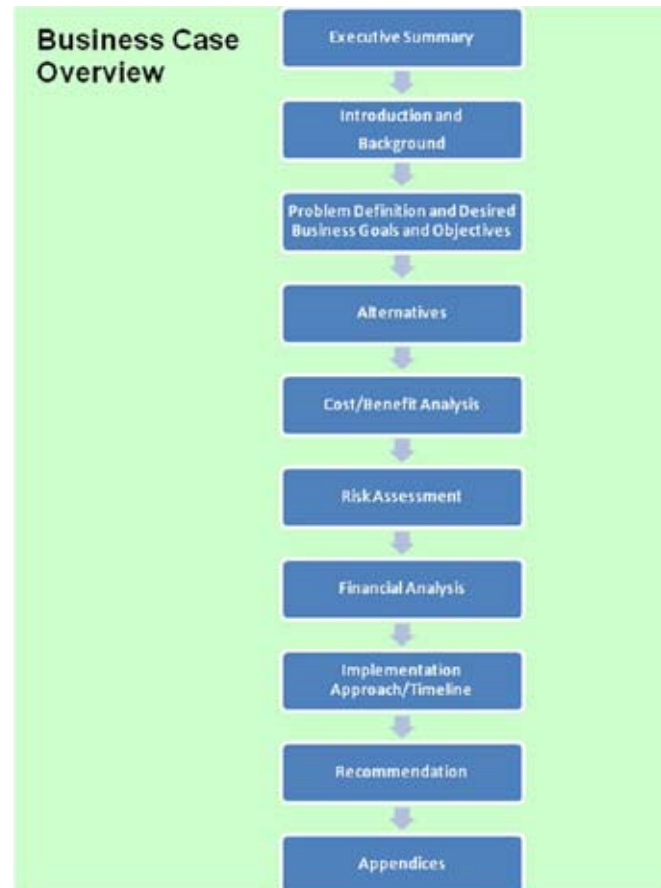 Business Case
Overview
Executive Summary
Introduction and
Background
Problem Definition and Desired
Business Goals and Objectives
Alternatives
Cost/Benefit Analysis
Risk Assessment
Financial Analysis
Implementation
Approach/Timeline
Recommendation
Appendices